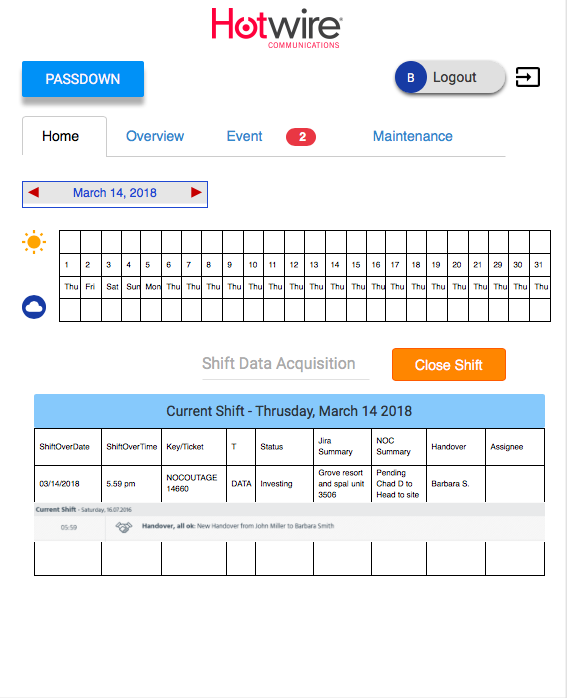 Hotwire
COMMUNICATIONS
PASSDOWN
B Logout
Home Overview Event 2 Maintenance
March 14, 2018
1 2 3 4 5 6 7 8 9 10 11 12 13 14 15 16 17 18 19 20 21 29 30 31
Thu Fri Sat Sun Mon Thu Thu Thu Thu Thu Thu Thu Thu Thu Thu Thu Thu Thu Thu Thu Thu Thu Thu Thu
Shift Data Acquisition Close Shift
Current Shift - Thrusday, March 14 2018
ShiftOverDate ShiftOverTime Key/Ticket T Status Jira Summary NOC Summary Handover Assignee
03/14/2018 5.59 pm NOCOUTAGE 14660 DATA Investing Grove resort and spal unit 3506 Pending Chad D to Head to site Barbara S.
Current Shift - Saturday, 16.07.2016
05:59 Handover, all ok: New Handover from John Miller to Barbara Smith